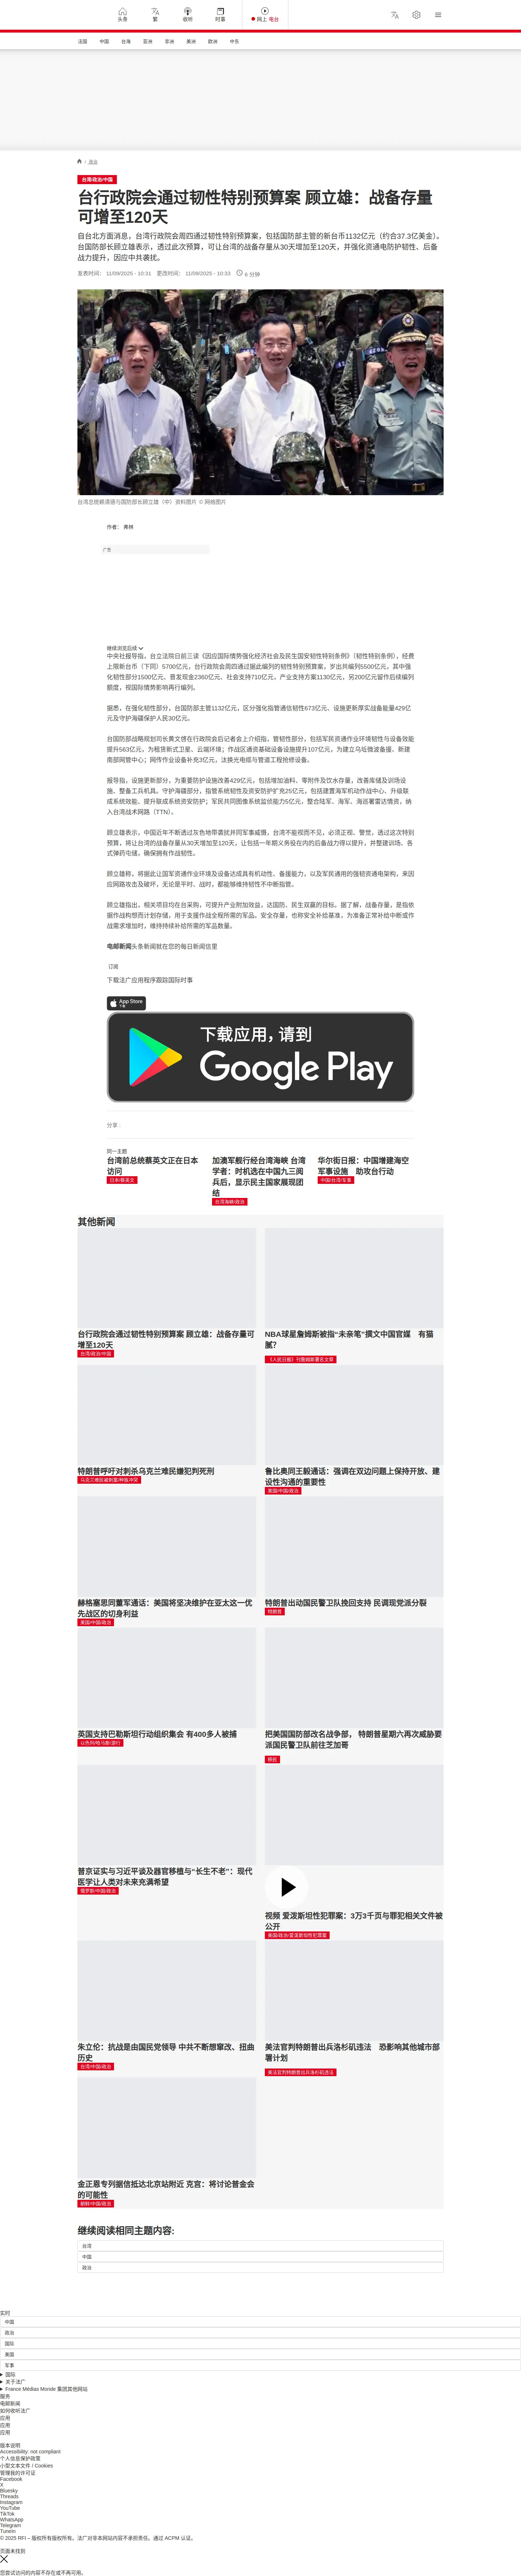 头条
繁
收听
时事
网上 电台
法国
中国
台海
亚洲
非洲
美洲
欧洲
中东
/ 政治
台湾/政治/中国
台行政院会通过韧性特别预算案 顾立雄：战备存量
可增至120天
自台北方面消息，台湾行政院会周四通过韧性特别预算案，包括国防部主管的新台币1132亿元（约合37.3亿美金）。
台国防部长顾立雄表示，透过此次预算，可让台湾的战备存量从30天增加至120天，并强化资通电防护韧性、后备
战力提升，因应中共袭扰。
发表时间： 11/09/2025 - 10:31 更改时间： 11/09/2025 - 10:33 6 分钟
台湾总统赖清德与国防部长顾立雄（中）资料图片 © 网络图片
作者： 弗林
广告
继续浏览后续
中央社报导指，台立法院日前三读《因应国际情势强化经济社会及民生国安韧性特别条例》（韧性特别条例），经费
上限新台币（下同）5700亿元，台行政院会周四通过据此编列的韧性特别预算案，岁出共编列5500亿元，其中强
化韧性部分1500亿元、普发现金2360亿元、社会支持710亿元，产业支持方案1130亿元，另200亿元留作后续编列
额度，视国际情势影响再行编列。
据悉，在强化韧性部分，台国防部主管1132亿元，区分强化指管通信韧性673亿元、设施更新厚实战备能量429亿
元及守护海疆保护人民30亿元。
台国防部战略规划司长黄文啓在行政院会后记者会上介绍指，管韧性部分，包括军民资通作业环境韧性与设备效能
提升563亿元，为租赁新式卫星、云端环境；作战区通资基础设备设施提升107亿元，为建立乌坵微波备援、新建
南部网管中心；网传作业设备补充3亿元，汰换光电缆与管道工程抢修设备。
报导指，设施更新部分，为重要防护设施改善429亿元，包括增加油料、零附件及饮水存量，改善库储及训场设
施、整备工兵机具。守护海疆部分，指管系统韧性及资安防护扩充25亿元，包括建置海军机动作战中心、升级联
成系统效能、提升联成系统资安防护；军民共同图像系统监侦能力5亿元，整合陆军、海军、海巡署雷达情资，纳
入台湾战术网路（TTN）。
顾立雄表示，中国近年不断透过灰色地带袭扰并同军事威慑，台湾不能视而不见，必须正视、警觉，透过这次特别
预算，将让台湾的战备存量从30天增加至120天，让包括一年期义务役在内的后备战力得以提升，并整建训场、各
式弹药屯储，确保拥有作战韧性。
顾立雄称，将据此让国军资通作业环境及设备达成具有机动性、备援能力，以及军民通用的强韧资通电架构，来因
应网路攻击及破坏，无论是平时、战时，都能够维持韧性不中断指管。
顾立雄指出，相关项目均在台采购，可提升产业附加效益，达国防、民生双赢的目标。据了解，战备存量，是指依
据作战构想而计划存储，用于支援作战全程所需的军品。安全存量，也称安全补给基准，为准备正常补给中断或作
战需求增加时，维持持续补给所需的军品数量。
电邮新闻头条新闻就在您的每日新闻信里
订阅
下载法广应用程序跟踪国际时事
App Store
下载
下载应用，请到
Google Play
分享 :
同一主题
台湾前总统蔡英文正在日本
访问
日本/蔡英文
加澳军舰行经台湾海峡 台湾
学者：时机选在中国九三阅
兵后，显示民主国家展现团
结
台湾海峡/政治
华尔街日报：中国增建海空
军事设施 助攻台行动
中国/台湾/军事
其他新闻
台行政院会通过韧性特别预算案 顾立雄：战备存量可
增至120天
台湾/政治/中国
NBA球星詹姆斯被指“未亲笔”撰文中国官媒 有猫
腻？
《人民日报》刊詹姆斯署名文章
特朗普呼吁对刺杀乌克兰难民嫌犯判死刑
乌克兰难民被刺案/种族冲突
鲁比奥同王毅通话：强调在双边问题上保持开放、建
设性沟通的重要性
美国/中国/政治
赫格塞思同董军通话：美国将坚决维护在亚太这一优
先战区的切身利益
美国/中国/政治
特朗普出动国民警卫队挽回支持 民调现党派分裂
特朗普
英国支持巴勒斯坦行动组织集会 有400多人被捕
以色列/哈马斯/游行
把美国国防部改名战争部， 特朗普星期六再次威胁要
派国民警卫队前往芝加哥
移民
普京证实与习近平谈及器官移植与“长生不老”：现代
医学让人类对未来充满希望
俄罗斯/中国/政治
视频 爱泼斯坦性犯罪案：3万3千页与罪犯相关文件被
公开
美国/政治/爱泼斯坦性犯罪案
朱立伦：抗战是由国民党领导 中共不断想窜改、扭曲
历史
台湾/中国/政治
美法官判特朗普出兵洛杉矶违法 恐影响其他城市部
署计划
美法官判特朗普出兵洛杉矶违法
金正恩专列据信抵达北京站附近 克宫：将讨论普金会
的可能性
朝鲜/中国/政治
继续阅读相同主题内容:
台湾
中国
政治
实时
中国
政治
国际
美国
军事
国际
关于法广
France Médias Monde 集团其他网站
服务
电邮新闻
如何收听法广
应用
应用
应用
版本说明
Accessibility: not compliant
个人信息保护政策
小型文本文件 / Cookies
管理我的许可证
Facebook
X
Bluesky
Threads
Instagram
YouTube
TikTok
WhatsApp
Telegram
TuneIn
© 2025 RFI – 版权所有版权所有。法广对非本网站内容不承担责任。通过 ACPM 认证。
页面未找到
您尝试访问的内容不存在或不再可用。